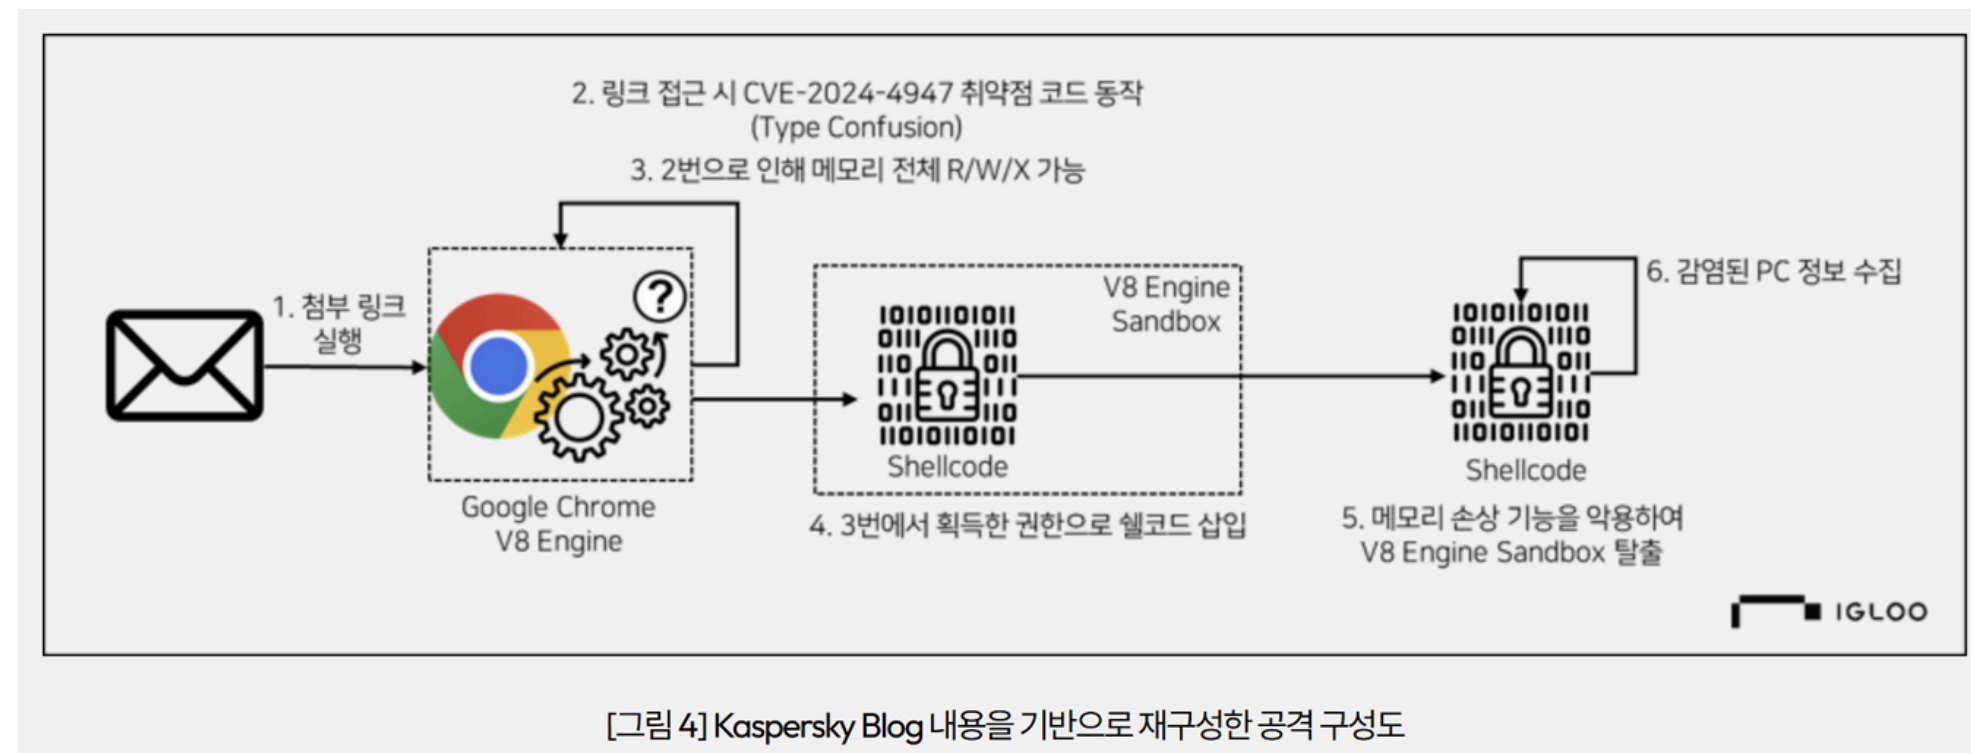 2. 링크 접근 시 CVE-2024-4947 취약점 코드 동작
(Type Confusion)
3. 2번으로 인해 메모리 전체 R/W/X 가능
1. 첨부 링크
실행
?
Google Chrome
V8 Engine
V8 Engine
Sandbox
Shellcode
4. 3번에서 획득한 권한으로 쉘코드 삽입
6. 감염된 PC 정보 수집
Shellcode
5. 메모리 손상 기능을 악용하여
V8 Engine Sandbox 탈출
IGLOO
[그림 4] Kaspersky Blog 내용을 기반으로 재구성한 공격 구성도